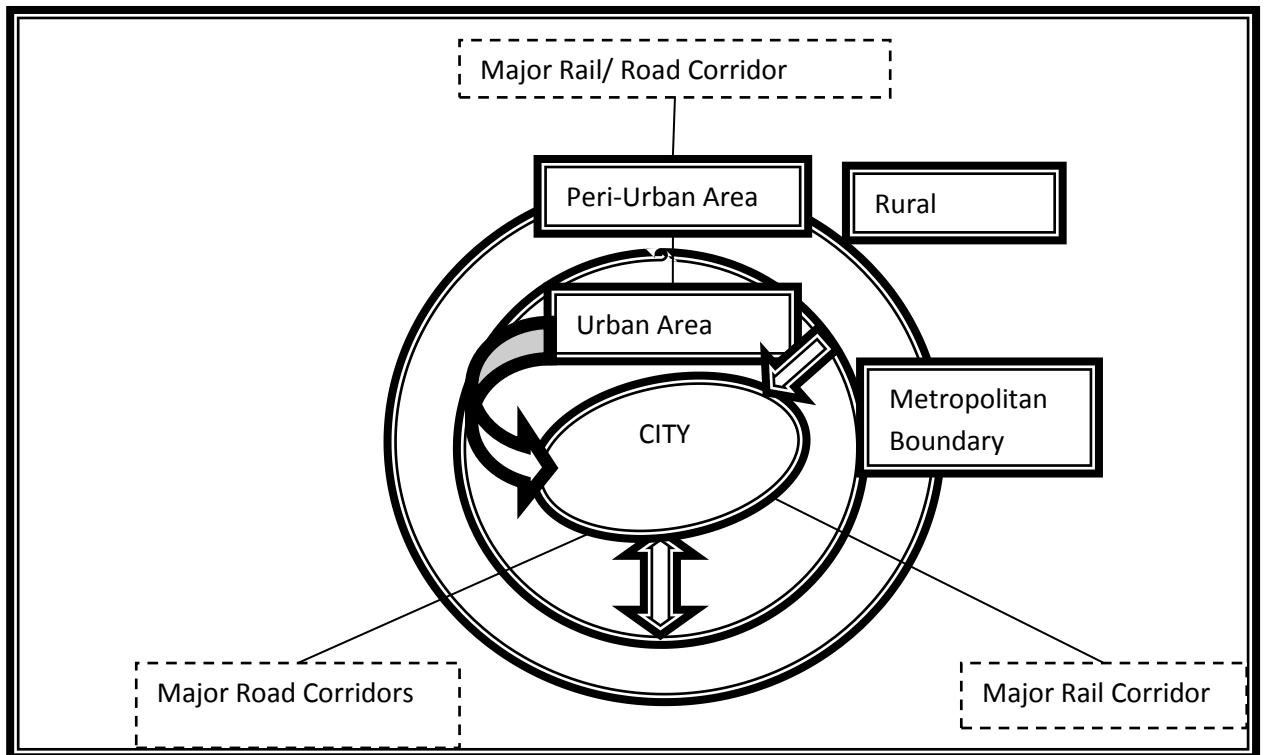 Major Rail/ Road Corridor
Peri-Urban Area
Rural
Urban Area
Metropolitan
Boundary
CITY
Major Road Corridors
Major Rail Corridor